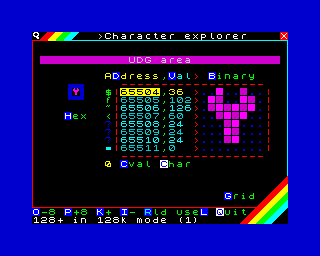 Character explorer
UDG area
Address,Val> Binary
$ 65504,36 >
f 65505,102>
" 65506,126>
Hex < 65507,60 >
? 65508,24 >
? 65509,24 >
? 65510,24 >
65511,0 >
Cval Char
Grid
O-8 P+8 K+ I- Rld useL Quit
128+ in 128k mode (1)